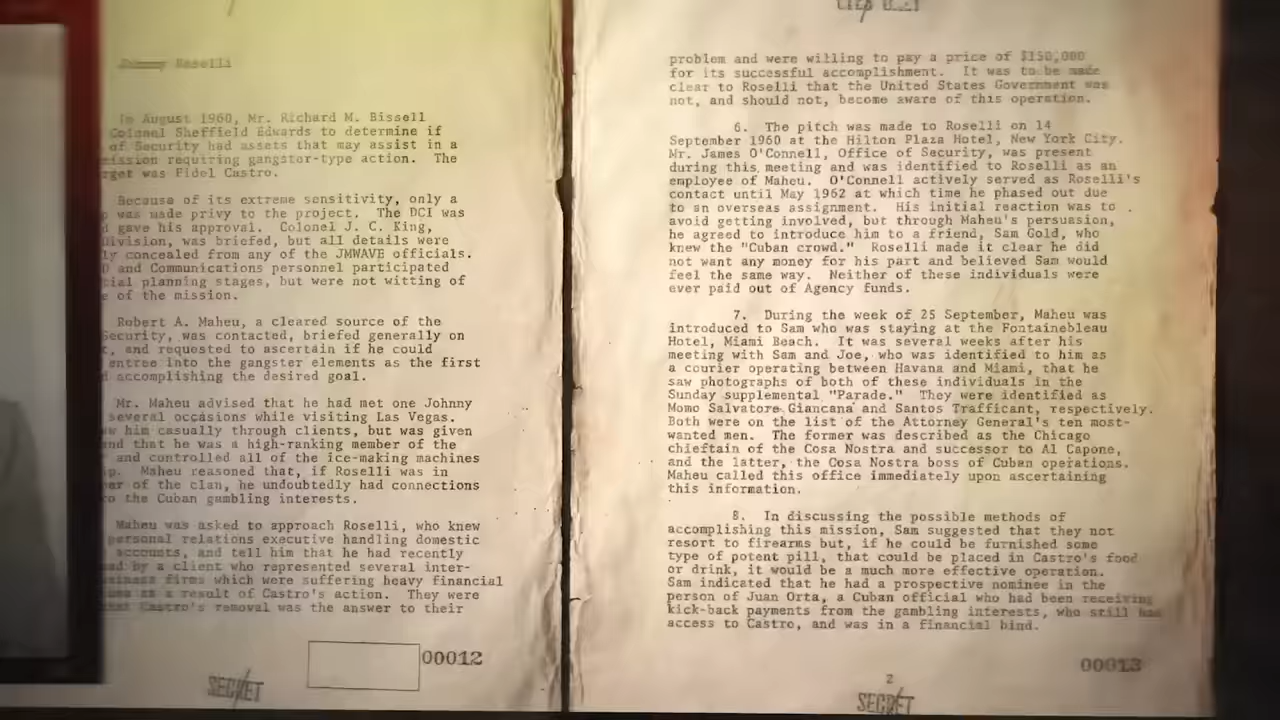 Johnny Roselli
In August 1960, Mr. Richard M. Bissell
Colonel Sheffield Edwards to determine if
of Security had assets that may assist in a
mission requiring gangster-type action. The
rget was Fidel Castro.
Because of its extreme sensitivity, only a
p was made privy to the project. The DCI was
d gave his approval. Colonel J. C. King,
Division, was briefed, but all details were
ly concealed from any of the JMWAVE officials.
D and Communications personnel participated
tial planning stages, but were not witting of
e of the mission.
Robert A. Maheu, a cleared source of the
Security, was contacted, briefed generally on
t, and requested to ascertain if he could
entree into the gangster elements as the first
d accomplishing the desired goal.
Mr. Maheu advised that he had met one Johnny
several occasions while visiting Las Vegas.
w him casually through clients, but was given
nd that he was a high-ranking member of the
" and controlled all of the ice-making machines
p. Maheu reasoned that, if Roselli was in
er of the clan, he undoubtedly had connections
o the Cuban gambling interests.
Maheu was asked to approach Roselli, who knew
personal relations executive handling domestic
accounts, and tell him that he had recently
ed by a client who represented several inter-
siness firms which were suffering heavy financial
as a result of Castro's action. They were
hat Castro's removal was the answer to their
00012
SECRET
problem and were willing to pay a price of $150,000
for its successful accomplishment. It was to be made
clear to Roselli that the United States Government was
not, and should not, become aware of this operation.
6. The pitch was made to Roselli on 14
September 1960 at the Hilton Plaza Hotel, New York City.
Mr. James O'Connell, Office of Security, was present
during this meeting and was identified to Roselli as an
employee of Maheu. O'Connell actively served as Roselli's
contact until May 1962 at which time he phased out due
to an overseas assignment. His initial reaction was to
avoid getting involved, but through Maheu's persuasion,
he agreed to introduce him to a friend, Sam Gold, who
knew the "Cuban crowd." Roselli made it clear he did
not want any money for his part and believed Sam would
feel the same way. Neither of these individuals were
ever paid out of Agency funds.
7. During the week of 25 September, Maheu was
introduced to Sam who was staying at the Fontainebleau
Hotel, Miami Beach. It was several weeks after his
meeting with Sam and Joe, who was identified to him as
a courier operating between Havana and Miami, that he
saw photographs of both of these individuals in the
Sunday supplemental "Parade." They were identified as
Momo Salvatore Giancana and Santos Trafficant, respectively.
Both were on the list of the Attorney General's ten most-
wanted men. The former was described as the Chicago
chieftain of the Cosa Nostra and successor to Al Capone,
and the latter, the Cosa Nostra boss of Cuban operations.
Maheu called this office immediately upon ascertaining
this information.
8. In discussing the possible methods of
accomplishing this mission, Sam suggested that they not
resort to firearms but, if he could be furnished some
type of potent pill, that could be placed in Castro's food
or drink, it would be a much more effective operation.
Sam indicated that he had a prospective nominee in the
person of Juan Orta, a Cuban official who had been receiving
kick-back payments from the gambling interests, who still has
access to Castro, and was in a financial bind.
00013
2
SECRET